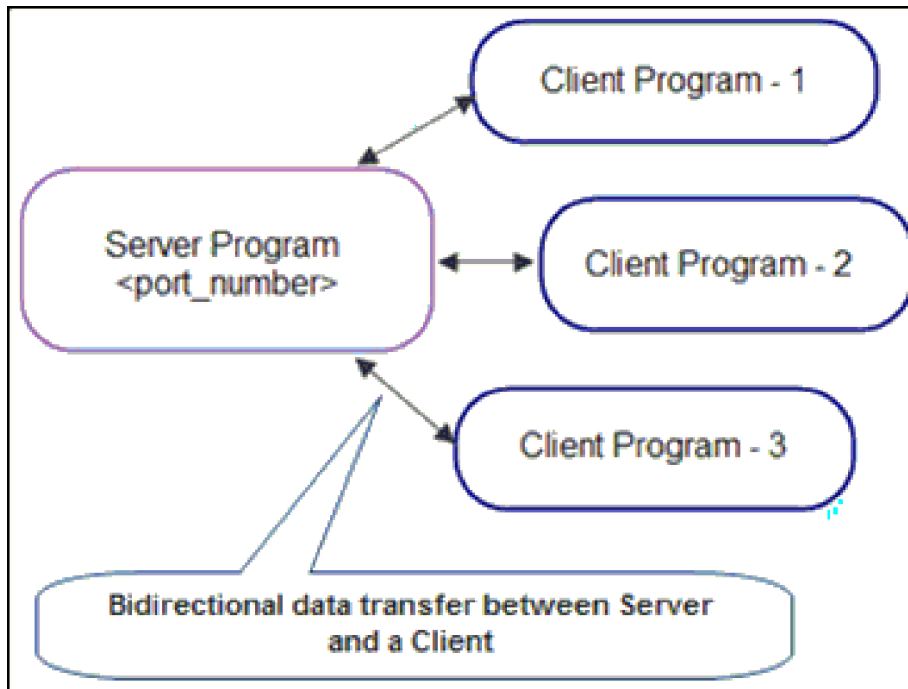 Client Program - 1
Server Program
<port_number>
Client Program - 2
Client Program - 3
Bidirectional data transfer between Server
and a Client